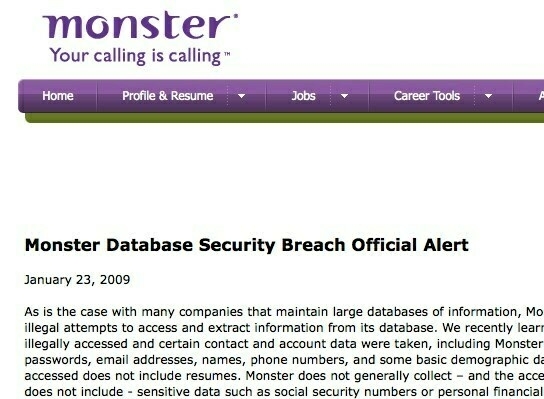 monster
Your calling is calling™
Home Profile & Resume Jobs Career Tools A
Monster Database Security Breach Official Alert
January 23, 2009
As is the case with many companies that maintain large databases of information, Mo
illegal attempts to access and extract information from its database. We recently lear
illegally accessed and certain contact and account data were taken, including Monster
passwords, email addresses, names, phone numbers, and some basic demographic da
accessed does not include resumes. Monster does not generally collect – and the acce
does not include - sensitive data such as social security numbers or personal financial